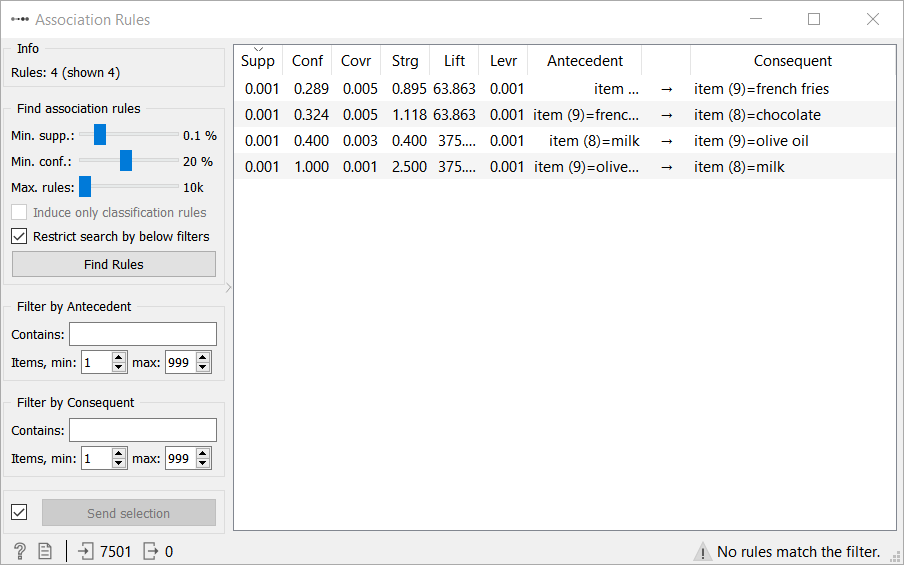 Association Rules
Info
Rules: 4 (shown 4)
Find association rules
Min. supp.: 0.1 %
Min. conf.: 20 %
Max. rules: 10k
Induce only classification rules
Restrict search by below filters
Find Rules
Filter by Antecedent
Contains:
Items, min: 1 max: 999
Filter by Consequent
Contains:
Items, min: 1 max: 999
Send selection
Supp Conf Covr Strg Lift Levr Antecedent Consequent
0.001 0.289 0.005 0.895 63.863 0.001 item ... → item (9)=french fries
0.001 0.324 0.005 1.118 63.863 0.001 item (9)=frenc... → item (8)=chocolate
0.001 0.400 0.003 0.400 375.... 0.001 item (8)=milk → item (9)=olive oil
0.001 1.000 0.001 2.500 375.... 0.001 item (9)=olive... → item (8)=milk
? 7501 0 No rules match the filter.